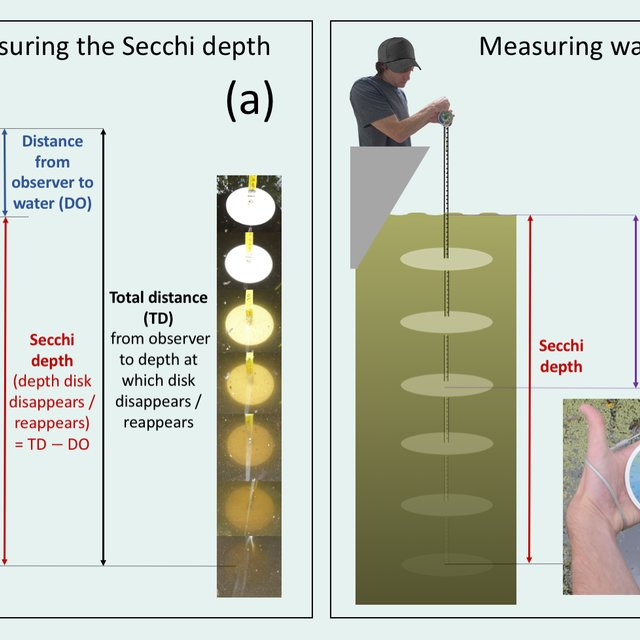 suring the Secchi depth
(a)
Distance
from
observer to
water (DO)
Total distance
(TD)
from observer
to depth at
which disk
disappears /
reappears
Secchi
depth
(depth disk
disappears /
reappears)
= TD − DO
Measuring wa
Secchi
depth